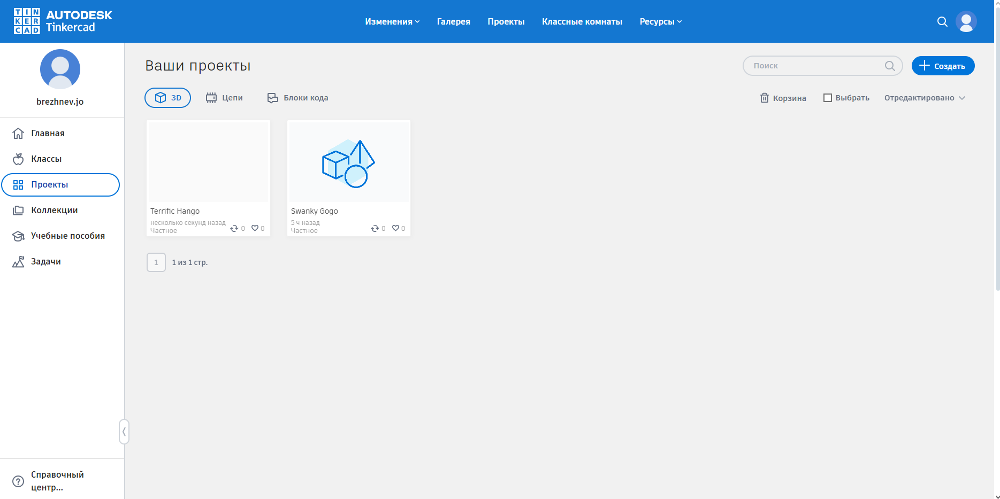 TIN
KER
CAD
AUTODESK
Tinkercad
Изменения
Галерея
Проекты
Классные комнаты
Ресурсы
brezhnev.jo
Главная
Классы
Проекты
Коллекции
Учебные пособия
Задачи
Справочный
центр...
Ваши проекты
Поиск
Создать
3D
Цепи
Блоки кода
Корзина
Выбрать
Отредактировано
Terrific Hango
несколько секунд назад
Частное
0
0
Swanky Gogo
5 ч назад
Частное
0
0
1
1 из 1 стр.